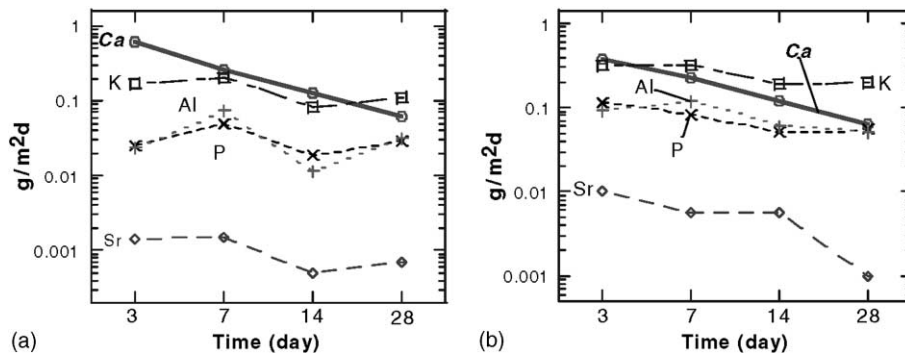 (a)
g/m2d
1
0.1
0.01
0.001
Ca
K
Al
P
Sr
3
7
14
28
Time (day)
(b)
g/m2d
1
0.1
0.01
0.001
Ca
K
Al
P
Sr
3
7
14
28
Time (day)